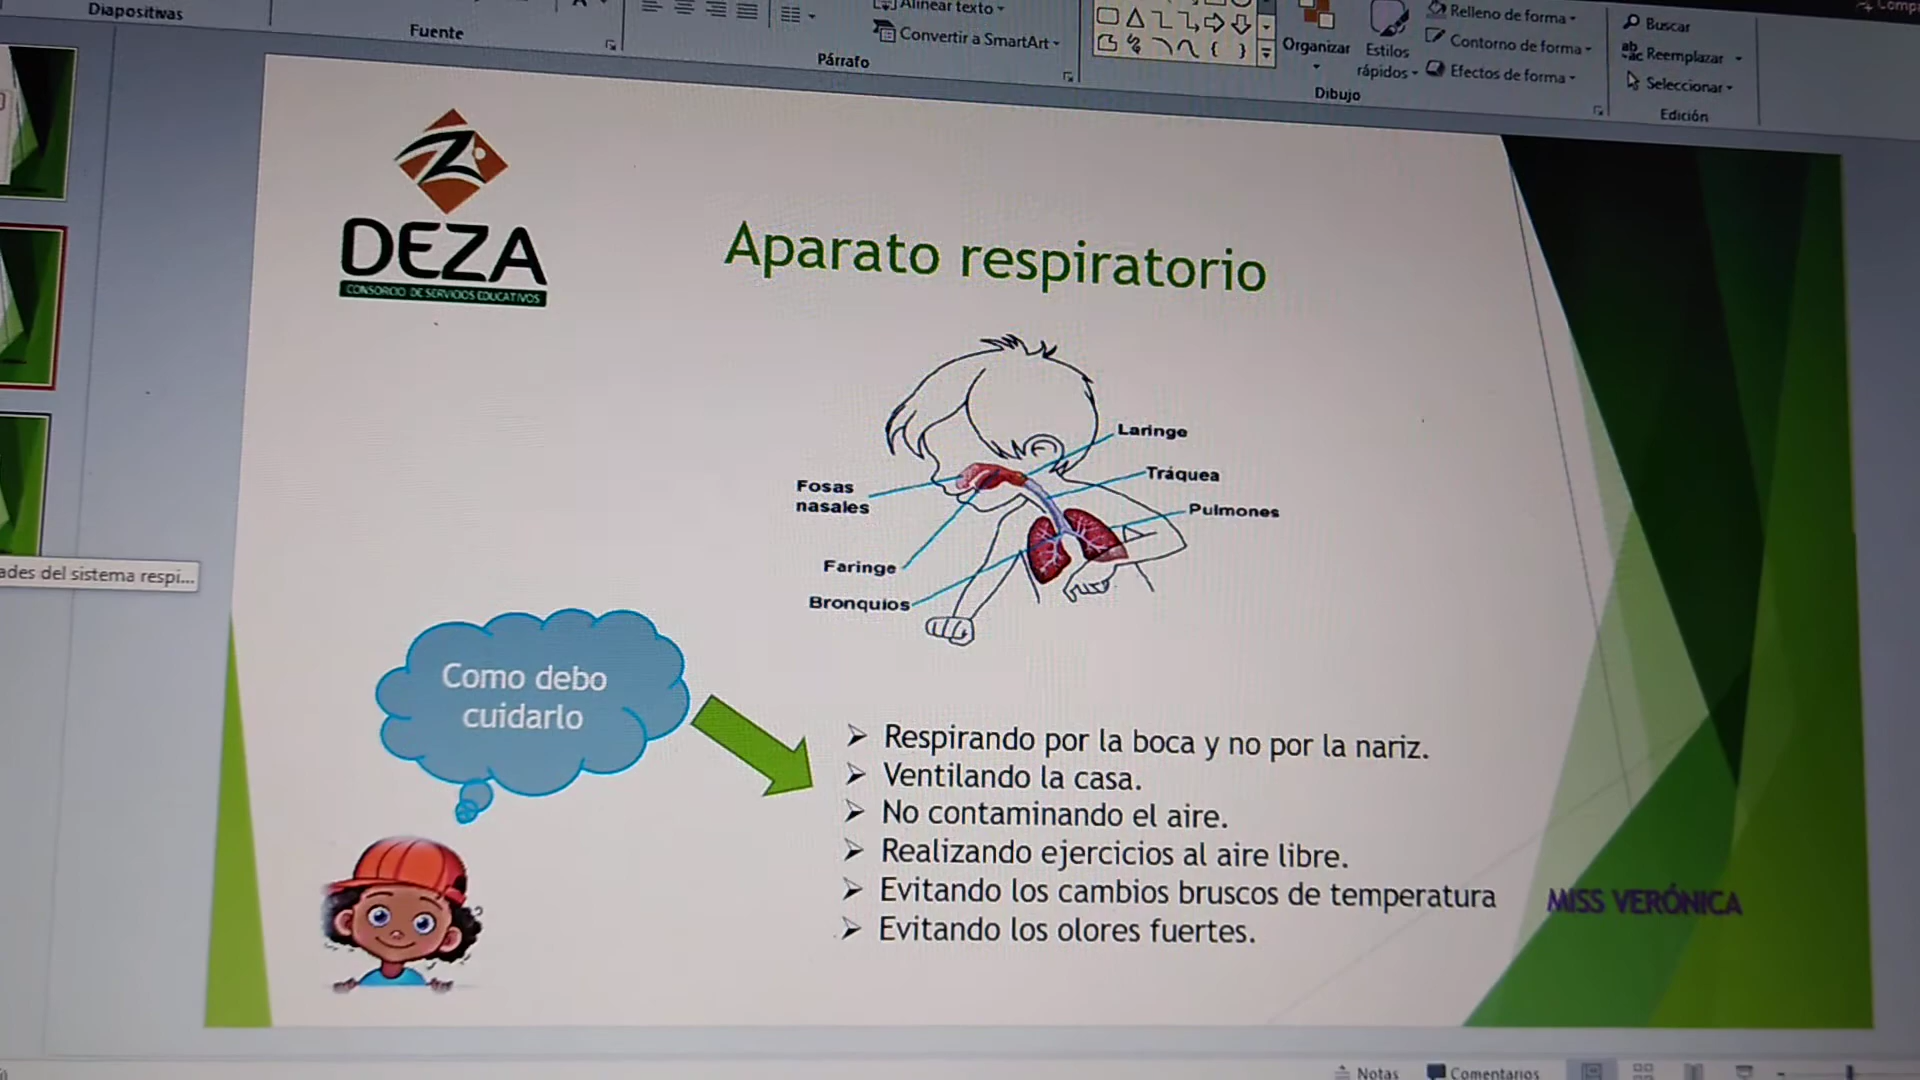 Diapositivas
Fuente
Párrafo
Alinear texto
Convertir a SmartArt
Organizar
Estilos
rápidos
Relleno de forma
Contorno de forma
Efectos de forma
Dibujo
Buscar
Reemplazar
Seleccionar
Edición
DEZA
CONSORCIO DE SERVICIOS EDUCATIVOS
Aparato respiratorio
Laringe
Tráquea
Fosas
nasales
Pulmones
Faringe
Bronquios
del sistema
Como debo
cuidarlo
Respirando por la boca y no por la nariz.
Ventilando la casa.
No contaminando el aire.
Realizando ejercicios al aire libre.
Evitando los cambios bruscos de temperatura
Evitando los olores fuertes.
MISS VERÓNICA
Notas
Comentarios